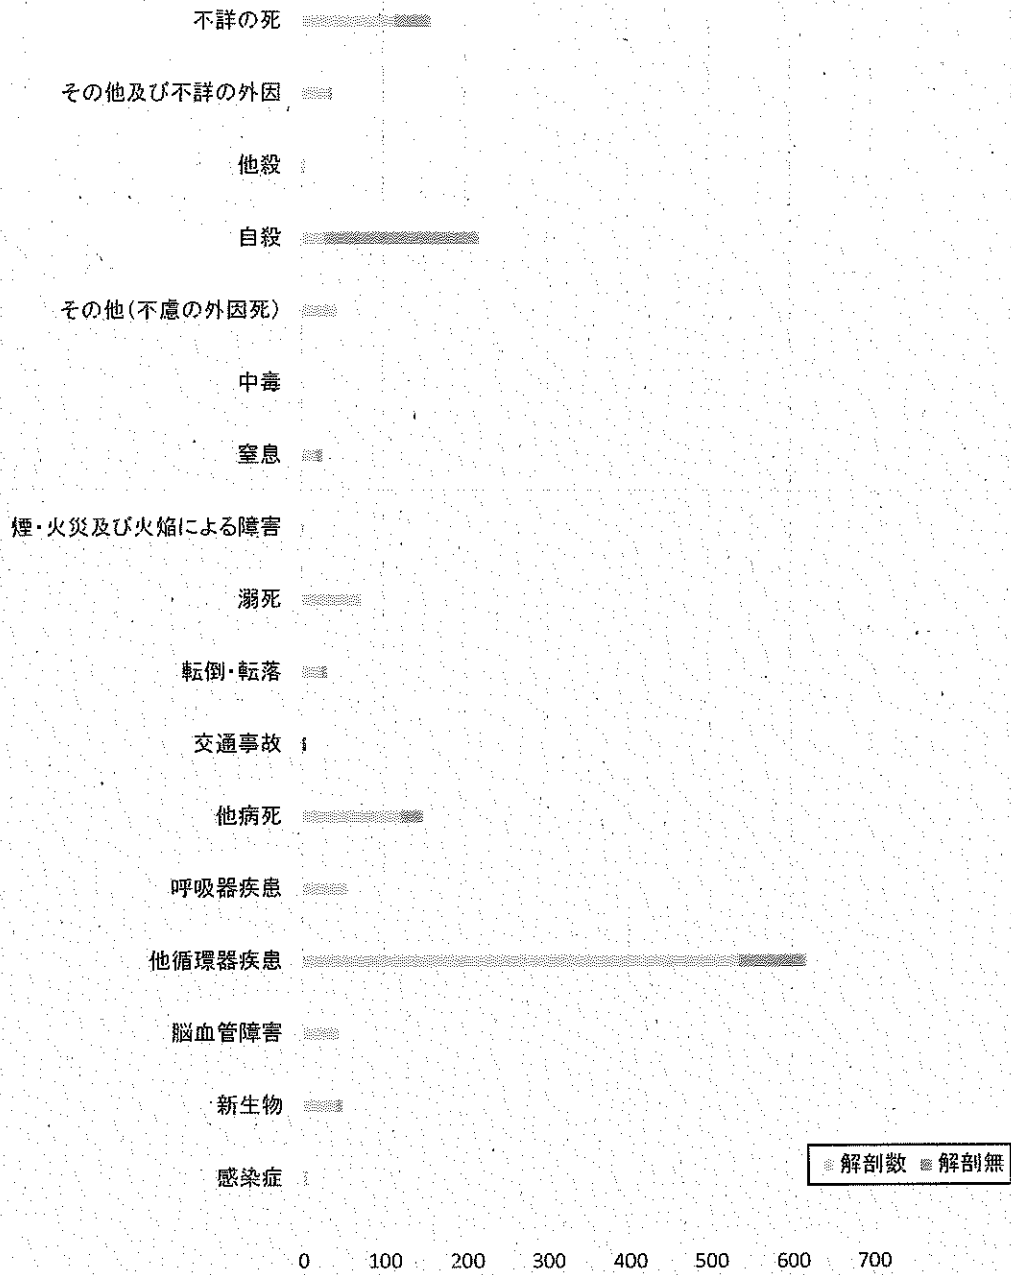 不詳の死
その他及び不詳の外因
他殺
自殺
その他(不慮の外因死)
中毒
窒息
煙・火災及び火焔による障害
溺死
転倒・転落
交通事故
他病死
呼吸器疾患
他循環器疾患
脳血管障害
新生物
感染症
解剖数 解剖無
0 100 200 300 400 500 600 700